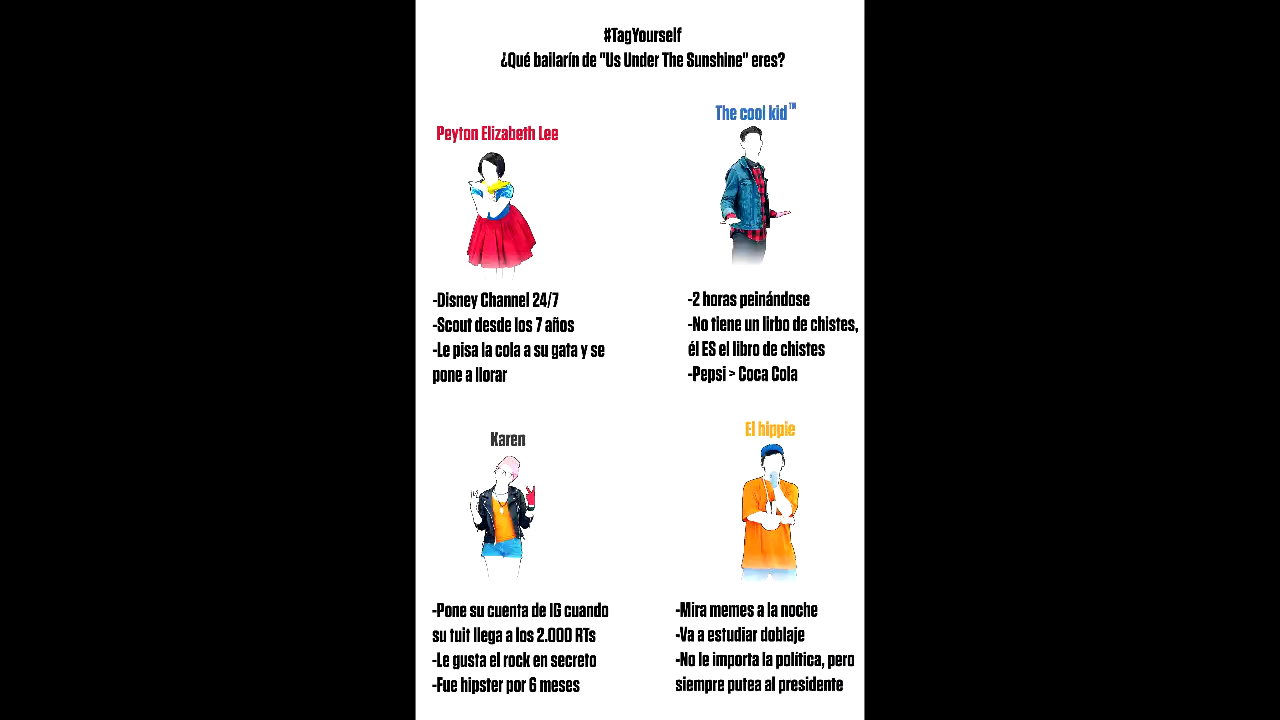 #TagYourself
¿Qué bailarín de "Us Under The Sunshine" eres?
Peyton Elizabeth Lee
-Disney Channel 24/7
-Scout desde los 7 años
-Le pisa la cola a su gata y se
pone a llorar
The cool kid™
-2 horas peinándose
-No tiene un lirbo de chistes,
él ES el libro de chistes
-Pepsi > Coca Cola
Karen
-Pone su cuenta de IG cuando
su tuit llega a los 2.000 RTs
-Le gusta el rock en secreto
-Fue hipster por 6 meses
El hippie
-Mira memes a la noche
-Va a estudiar doblaje
-No le importa la política, pero
siempre putea al presidente